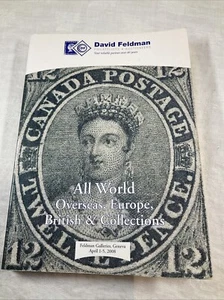 David Feldman
12
12
CANADA POSTAGE
All World
Overseas, Europe,
British & Collections
Feldman Galleries, Geneva
April 1-5, 2008
12
12
TWELVE PENCE